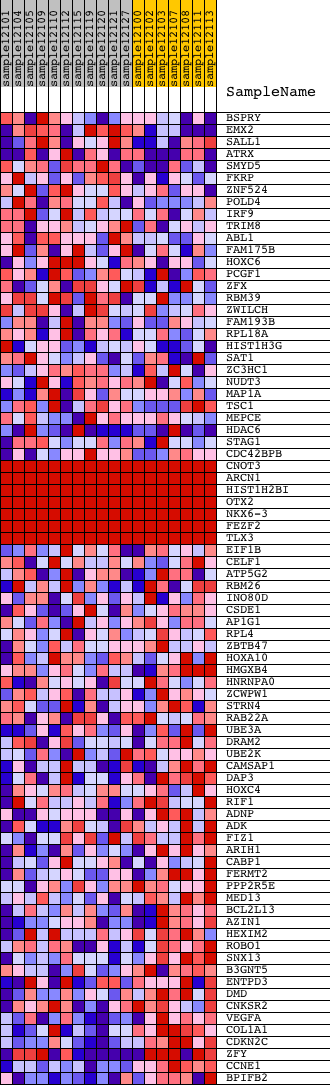 sample12101
sample12104
sample12105
sample12109
sample12110
sample12112
sample12120
sample12100
sample12102
sample12103
sample12107
sample12108
sample12111
SampleName
BSPRY
EMX2
SALL1
ATRX
SMYD5
FKRP
ZNF524
POLD4
IRF9
TRIM8
ABL1
FAM175B
HOXC6
PCGF1
ZFX
RBM39
ZWILCH
FAM193B
RPL18A
HIST1H3G
SAT1
ZC3HC1
NUDT3
MAP1A
TSC1
MEPCE
HDAC6
STAG1
CDC42BPB
CNOT3
ARCN1
HIST1H2BI
OTX2
NKX6-3
FEZF2
TLX3
EIF1B
CELF1
ATP5G2
RBM26
INO80D
CSDE1
AP1G1
RPL4
ZBTB47
HOXA10
HMGXB4
HNRNPA0
ZCWPW1
STRN4
RAB22A
UBE3A
DRAM2
UBE2K
CAMSAP1
DAP3
HOXC4
RIF1
ADNP
ADK
FIZ1
ARIH1
CABP1
FERMT2
PPP2R5E
MED13
BCL2L13
AZIN1
HEXIM2
ROBO1
SNX13
B3GNT5
ENTPD3
DMD
CNKSR2
VEGFA
COL1A1
CDKN2C
ZFY
CCNE1
BPIFB2